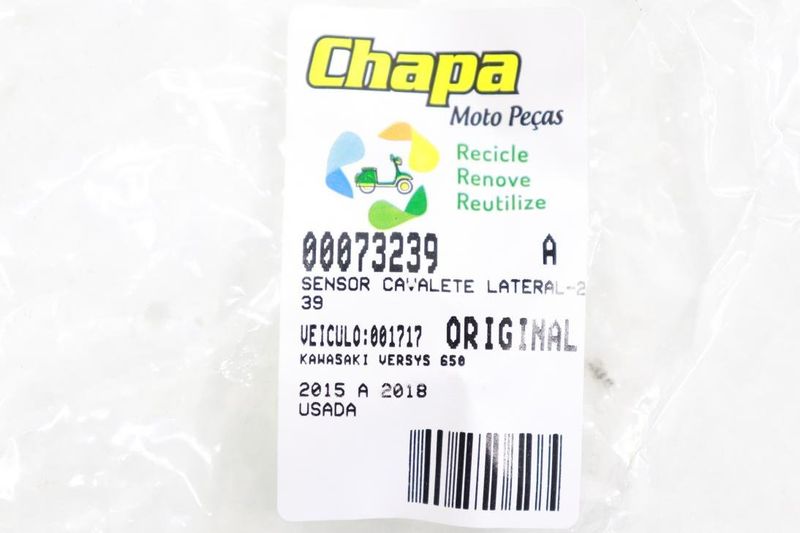 Chapa
Moto Peças
Recicle
Renove
Reutilize
00073239 A
SENSOR CAVALETE LATERAL-2
39
VEICULO:001717 ORIGINAL
KAWASAKI VERSYS 650
2015 A 2018
USADA